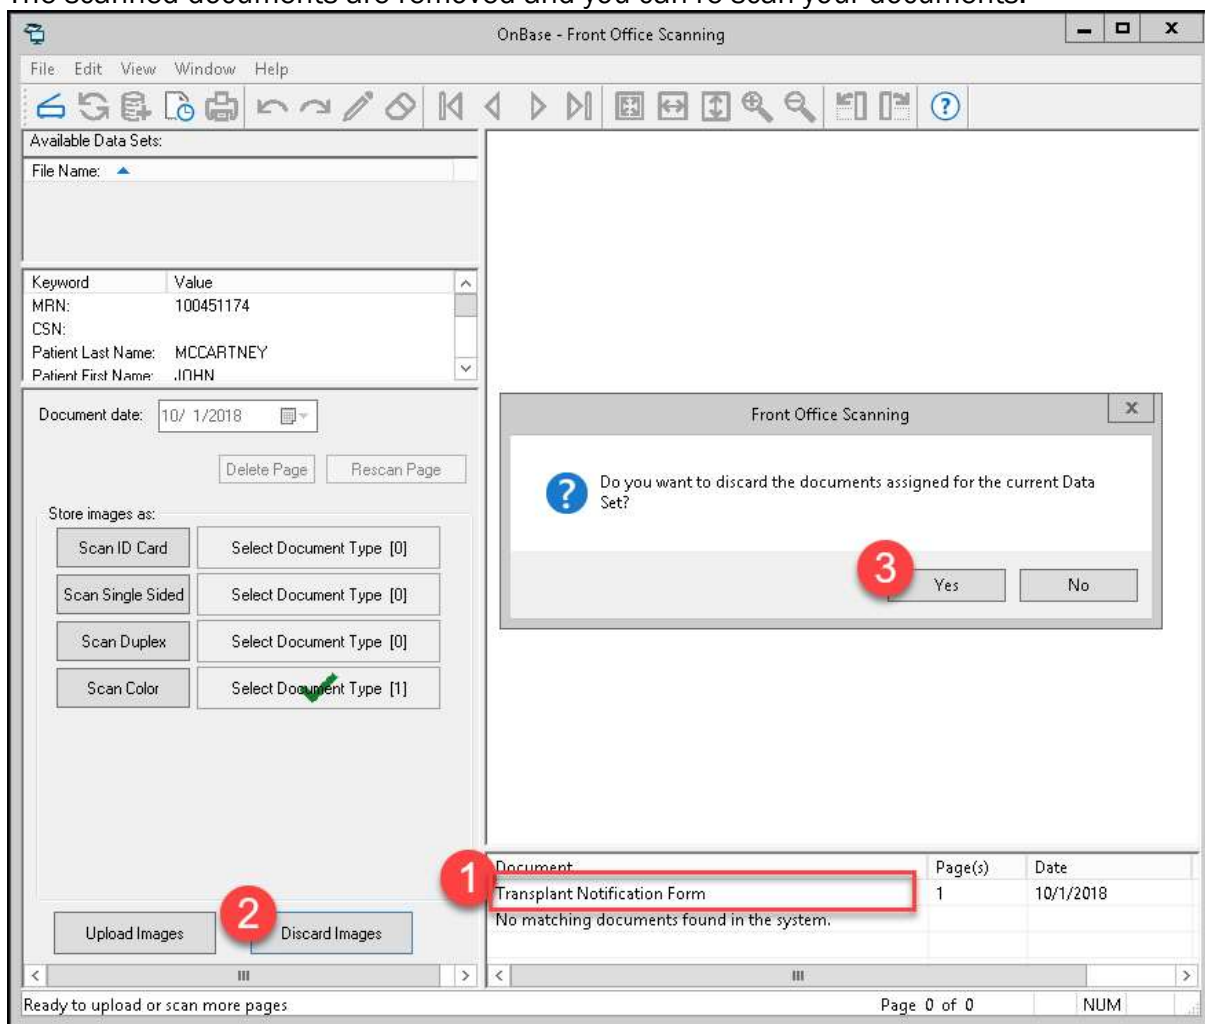 The scanned documents are removed and you can re-scan your documents.
OnBase - Front Office Scanning
File Edit View Window Help
Available Data Sets:
File Name:
Keyword Value
MRN: 100451174
CSN:
Patient Last Name: MCCARTNEY
Patient First Name: JOHN
Document date: 10/ 1/2018
Delete Page Rescan Page
Store images as:
Scan ID Card Select Document Type [0]
Scan Single Sided Select Document Type [0]
Scan Duplex Select Document Type [0]
Scan Color Select Document Type [1]
Upload Images 2 Discard Images
Front Office Scanning
Do you want to discard the documents assigned for the current Data
Set?
3 Yes No
1 Document Page(s) Date
Transplant Notification Form 1 10/1/2018
No matching documents found in the system.
Ready to upload or scan more pages Page 0 of 0 NUM